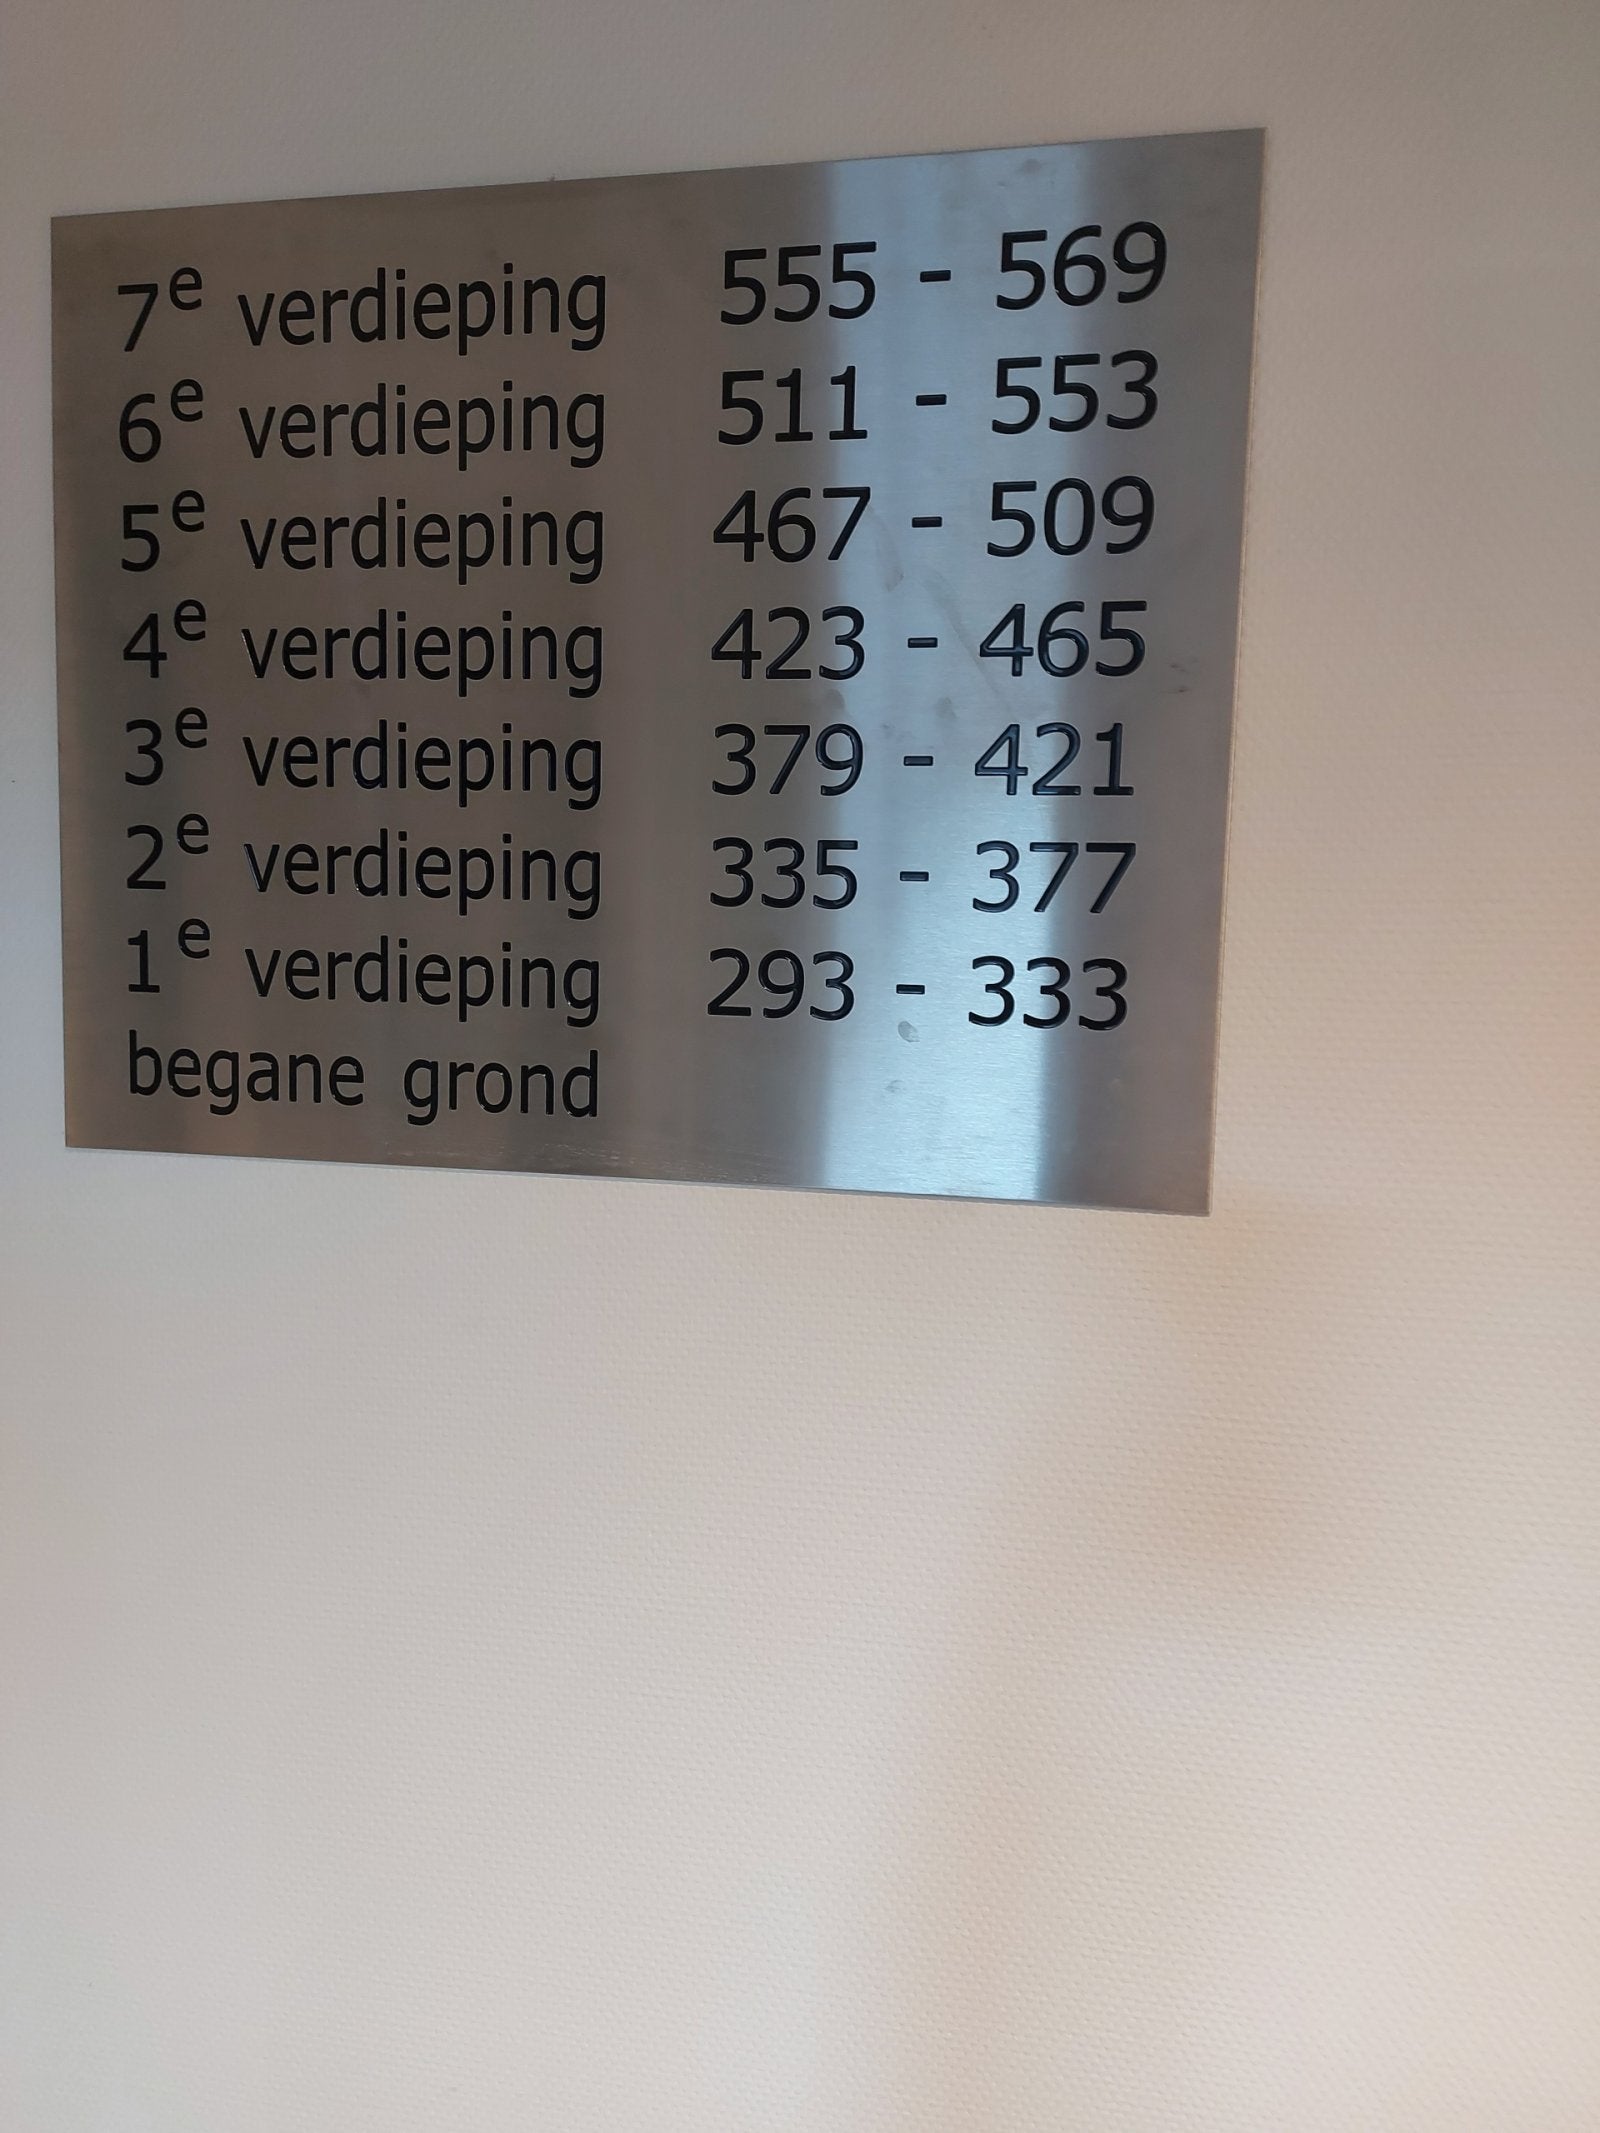 7e verdieping 555 - 569
6e verdieping 511 - 553
5e verdieping 467 - 509
4e verdieping 423 - 465
3e verdieping 379 - 421
2e verdieping 335 - 377
1e verdieping 293 - 333
begane grond